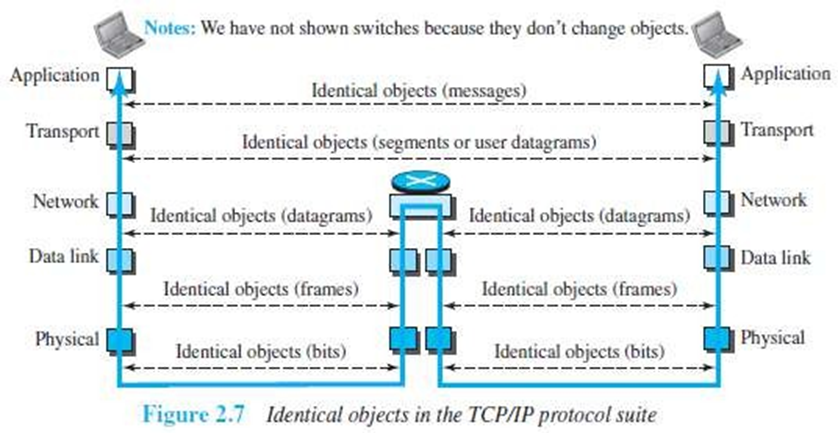 Notes: We have not shown switches because they don't change objects.
Application
Application
Identical objects (messages)
Transport
Transport
Identical objects (segments or user datagrams)
Network
Network
Identical objects (datagrams)
Identical objects (datagrams)
Data link
Data link
Identical objects (frames)
Identical objects (frames)
Physical
Physical
Identical objects (bits)
Identical objects (bits)
Figure 2.7 Identical objects in the TCP/IP protocol suite